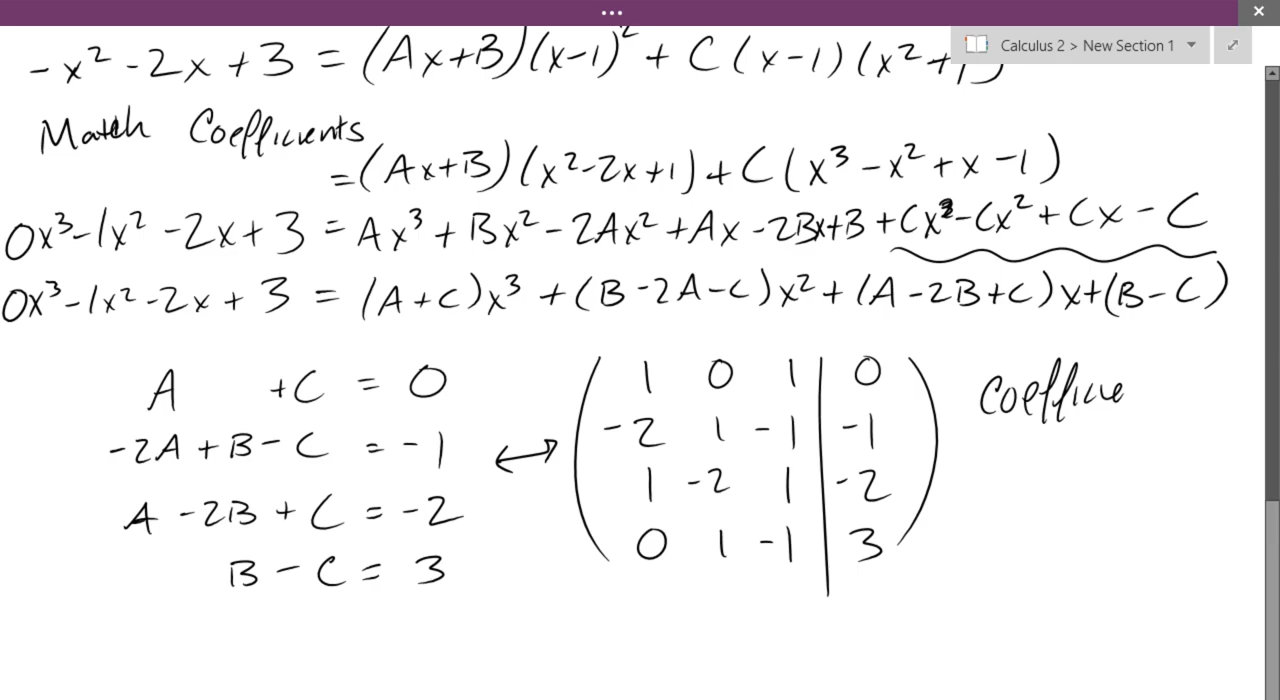 ...
Calculus 2 > New Section 1
-x² - 2x + 3 = (Ax+B)(x-1)² + C(x-1)(x²+1)
Match Coefficients
= (Ax+B)(x²-2x+1) + C(x³ - x² + x - 1)
0x³ - 1x² - 2x + 3 = Ax³ + Bx² - 2Ax² + Ax - 2Bx + B + Cx³ - Cx² + Cx - C
0x³ - 1x² - 2x + 3 = (A+C)x³ + (B-2A-C)x² + (A-2B+C)x + (B-C)
A + C = 0 ( 1 0 1 | 0 ) Coefficie
-2A + B - C = -1 ↔ -2 1 -1 | -1
A - 2B + C = -2 1 -2 1 | -2
B - C = 3 0 1 -1 | 3